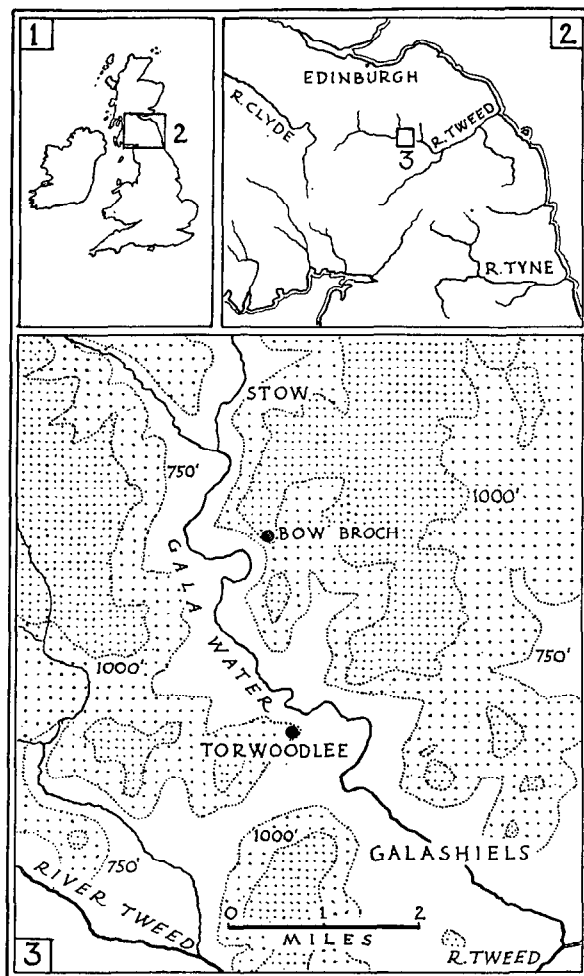 1
2
2
EDINBURGH
R. CLYDE
R. TWEED
3
R. TYNE
STOW
750'
1000'
BOW BROCH
GALA WATER
750'
1000'
TORWOODLEE
1000'
GALASHIELS
750'
RIVER TWEED
0 1 2
MILES
R. TWEED
3